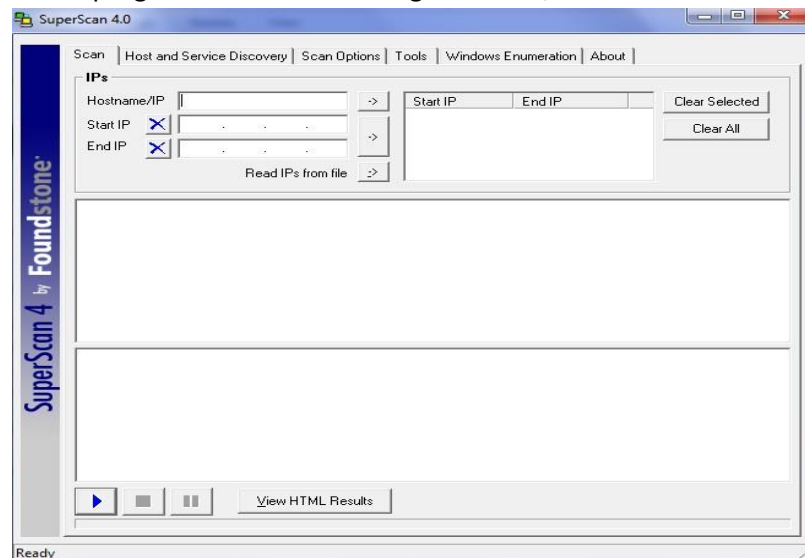 SuperScan 4.0
Scan Host and Service Discovery Scan Options Tools Windows Enumeration About
IPs
Hostname/IP -> Start IP End IP Clear Selected
Start IP . . . -> Clear All
End IP . . .
Read IPs from file ->
SuperScan 4 by Foundstone
View HTML Results
Ready